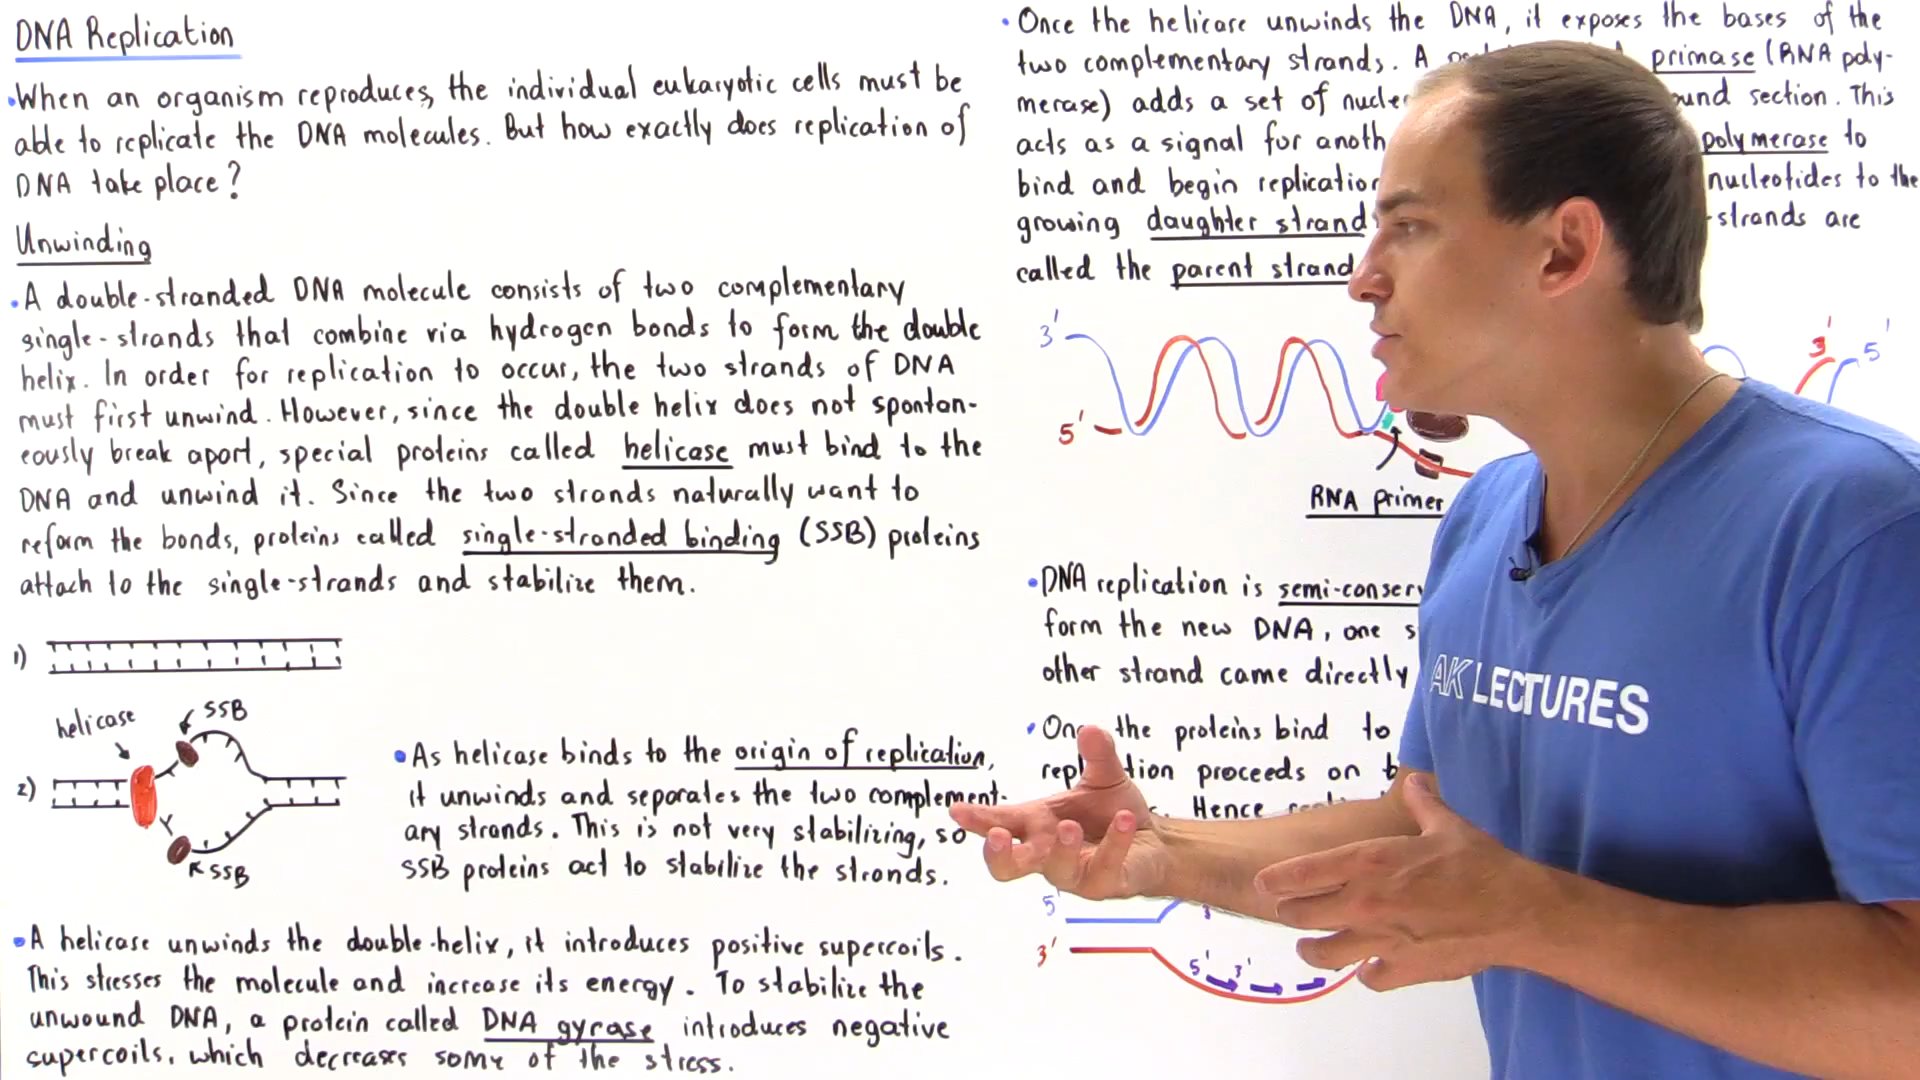 DNA Replication
• When an organism reproduces, the individual eukaryotic cells must be
able to replicate the DNA molecules. But how exactly does replication of
DNA take place?
Unwinding
• A double-stranded DNA molecule consists of two complementary
single-strands that combine via hydrogen bonds to form the double
helix. In order for replication to occur, the two strands of DNA
must first unwind. However, since the double helix does not spontan-
eously break apart, special proteins called helicase must bind to the
DNA and unwind it. Since the two strands naturally want to
reform the bonds, proteins called single-stranded binding (SSB) proteins
attach to the single-strands and stabilize them.
1)
helicase
SSB
2)
SSB
• As helicase binds to the origin of replication,
it unwinds and separates the two complement-
ary strands. This is not very stabilizing, so
SSB proteins act to stabilize the strands.
• A helicase unwinds the double-helix, it introduces positive supercoils.
This stresses the molecule and increase its energy. To stabilize the
unwound DNA, a protein called DNA gyrase introduces negative
supercoils, which decreases some of the stress.
• Once the helicase unwinds the DNA, it exposes the bases of the
two complementary strands. A primase (RNA poly-
merase) adds a set of section. This
acts as a signal for polymerase to
bind and begin nucleotides to the
growing daughter strand strands are
called the parent strand
3'
5'
3'
5'
RNA primer
• DNA replication is
form the new DNA, one
other strand came directly
• the proteins bind to
proceeds on
Hence
5'
3'
3'
5' 3'
AK LECTURES